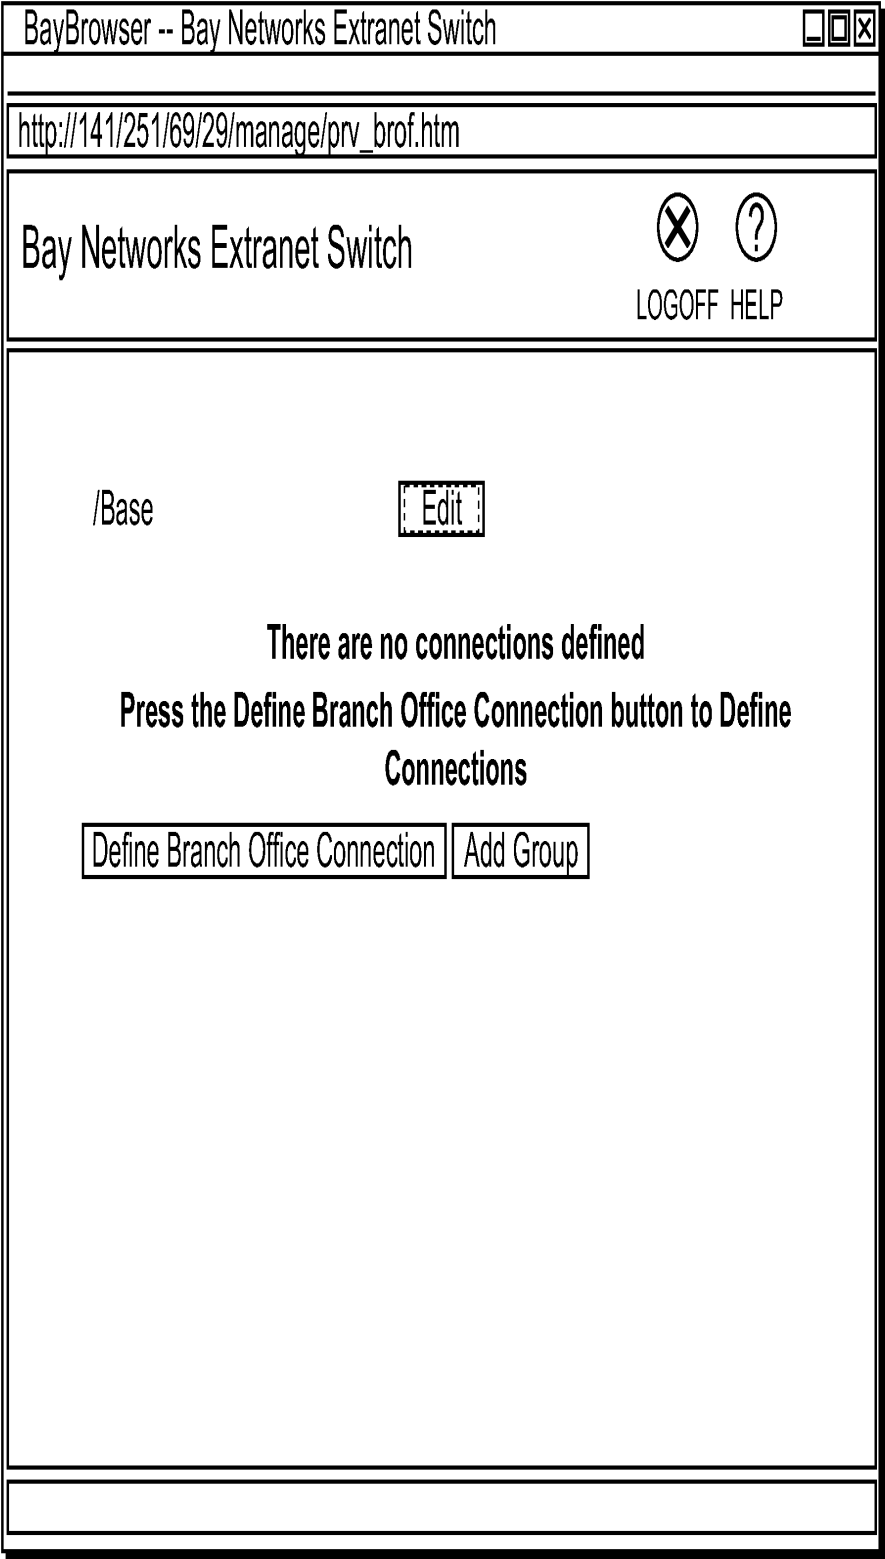 BayBrowser -- Bay Networks Extranet Switch
http://141/251/69/29/manage/prv_brof.htm
Bay Networks Extranet Switch
LOGOFF HELP
/Base Edit
There are no connections defined
Press the Define Branch Office Connection button to Define
Connections
Define Branch Office Connection Add Group